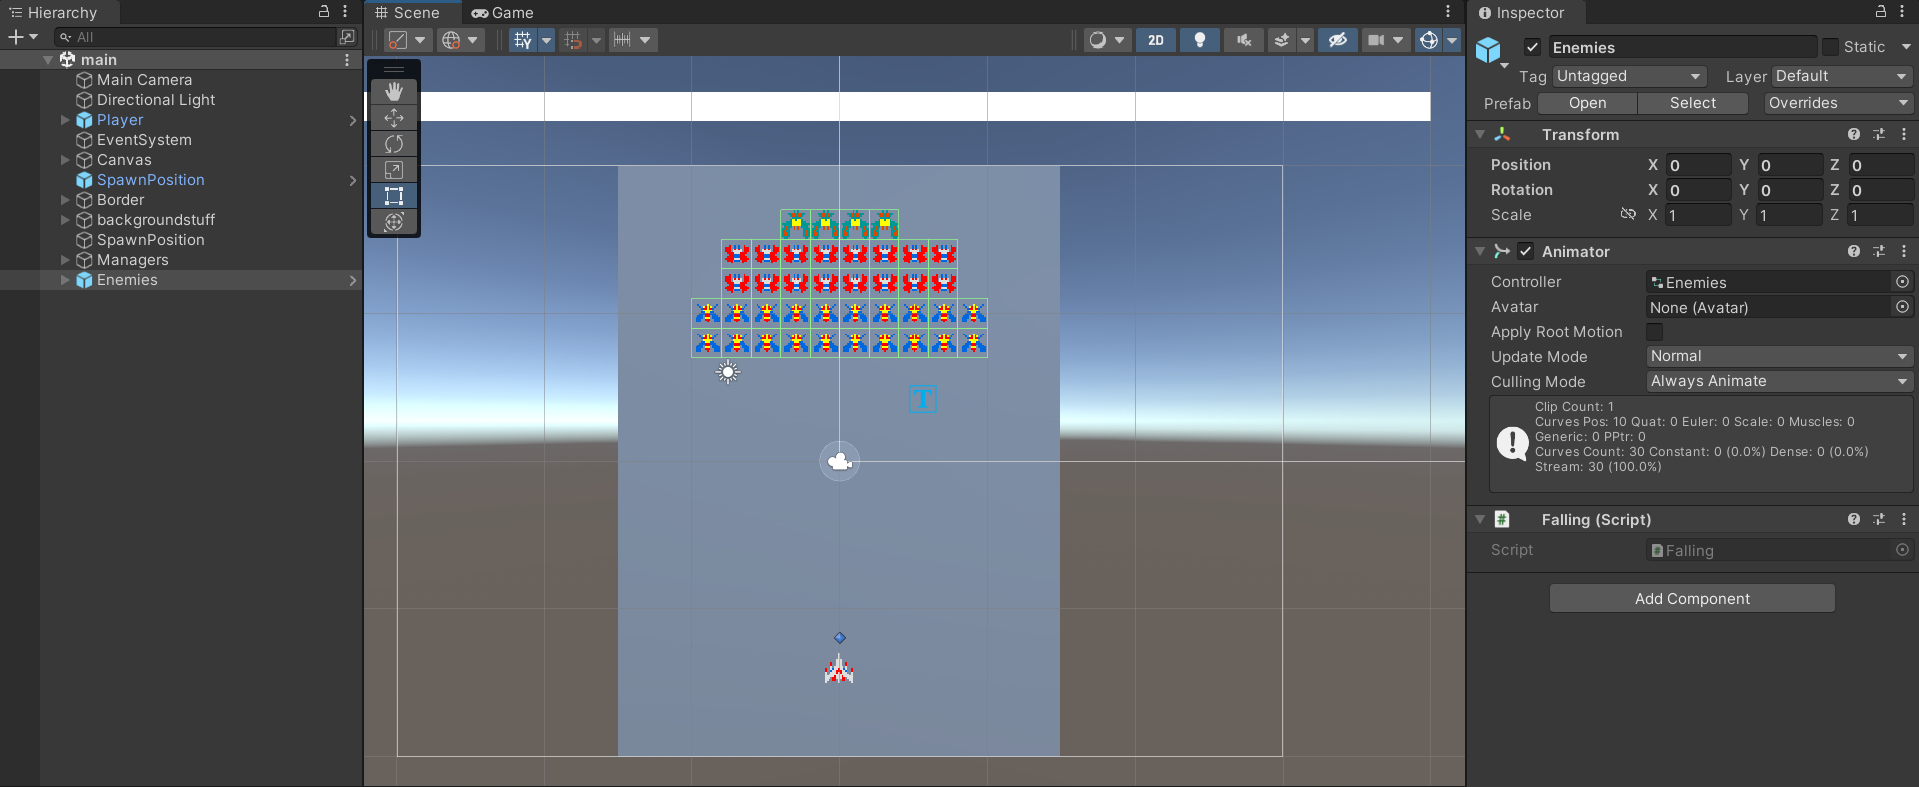 Hierarchy
All
main
Main Camera
Directional Light
Player
EventSystem
Canvas
SpawnPosition
Border
backgroundstuff
SpawnPosition
Managers
Enemies
Scene Game
2D
T
Inspector
Enemies Static
Tag Untagged Layer Default
Prefab Open Select Overrides
Transform
Position X 0 Y 0 Z 0
Rotation X 0 Y 0 Z 0
Scale X 1 Y 1 Z 1
Animator
Controller Enemies
Avatar None (Avatar)
Apply Root Motion
Update Mode Normal
Culling Mode Always Animate
Clip Count: 1
Curves Pos: 10 Quat: 0 Euler: 0 Scale: 0 Muscles: 0
Generic: 0 PPtr: 0
Curves Count: 30 Constant: 0 (0.0%) Dense: 0 (0.0%)
Stream: 30 (100.0%)
Falling (Script)
Script Falling
Add Component